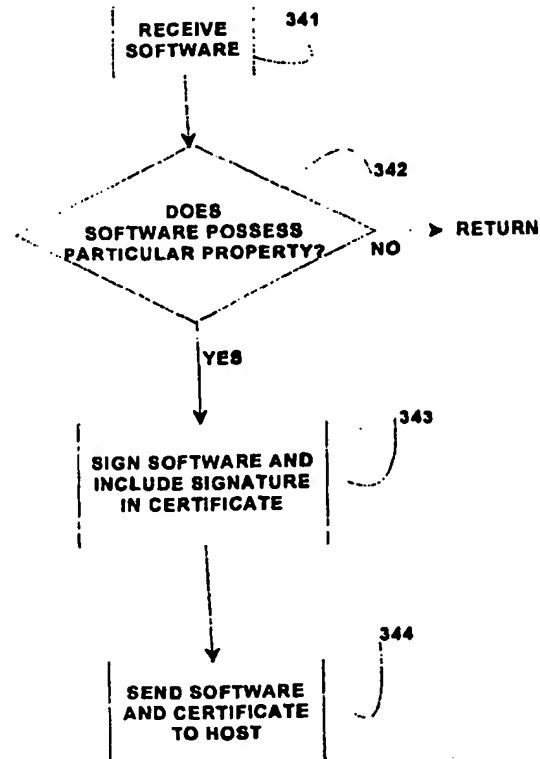 341
RECEIVE
SOFTWARE
342
DOES
SOFTWARE POSSESS
PARTICULAR PROPERTY?
NO
RETURN
YES
343
SIGN SOFTWARE AND
INCLUDE SIGNATURE
IN CERTIFICATE
344
SEND SOFTWARE
AND CERTIFICATE
TO HOST